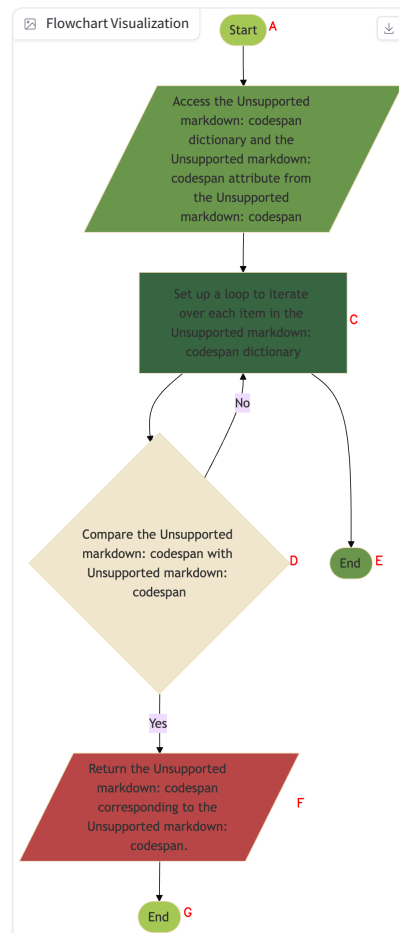 Flowchart Visualization
Start A
Access the Unsupported
markdown: codespan
dictionary and the
Unsupported markdown:
codespan attribute from
the Unsupported
markdown: codespan
Set up a loop to iterate
over each item in the
Unsupported markdown:
codespan dictionary
C
No
Compare the Unsupported
markdown: codespan with
Unsupported markdown:
codespan
D
End E
Yes
Return the Unsupported
markdown: codespan
corresponding to the
Unsupported markdown:
codespan.
F
End G